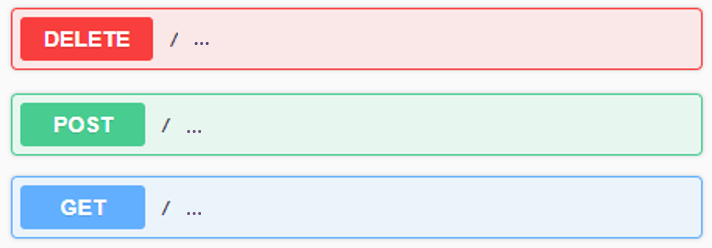 DELETE / ...
POST / ...
GET / ...